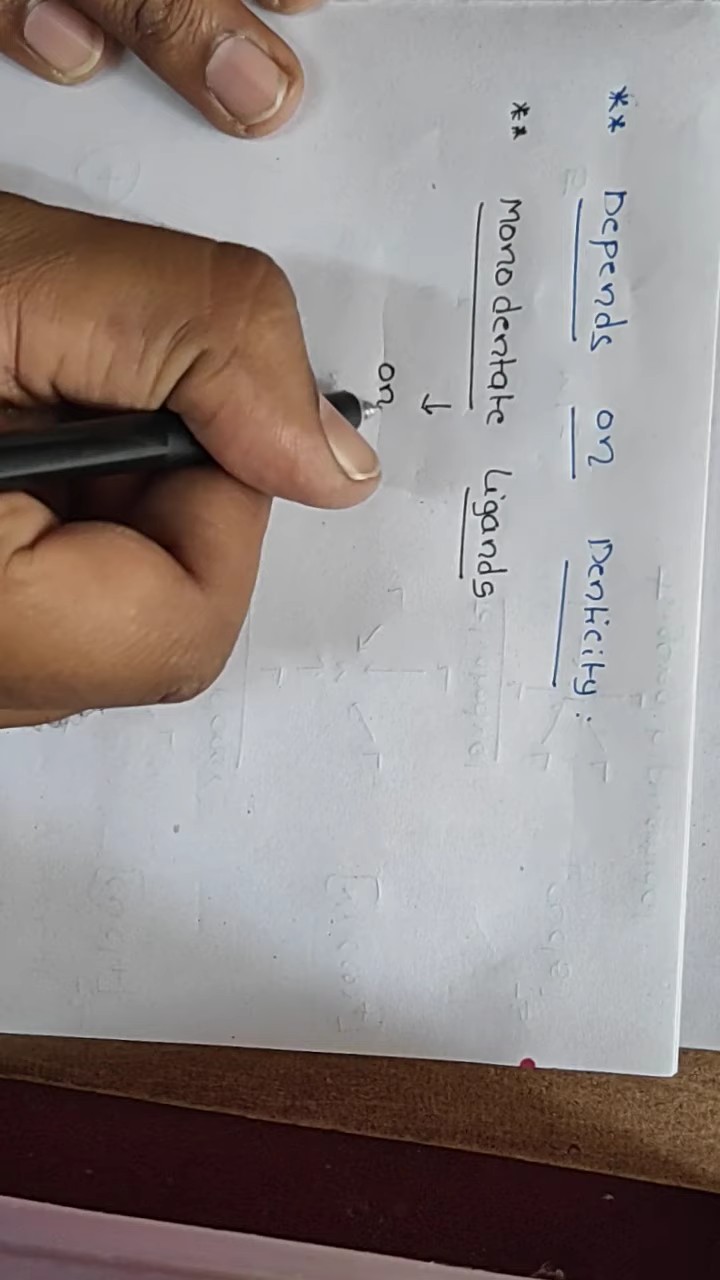 ** Depends on Denticity:
** Monodentate Ligands
↓
on